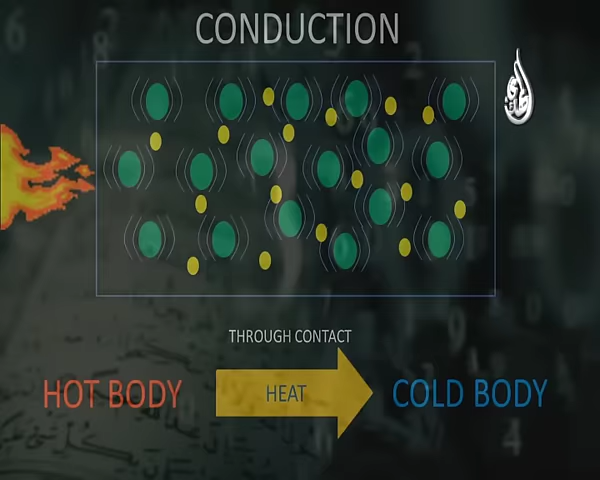 CONDUCTION
THROUGH CONTACT
HOT BODY
HEAT
COLD BODY